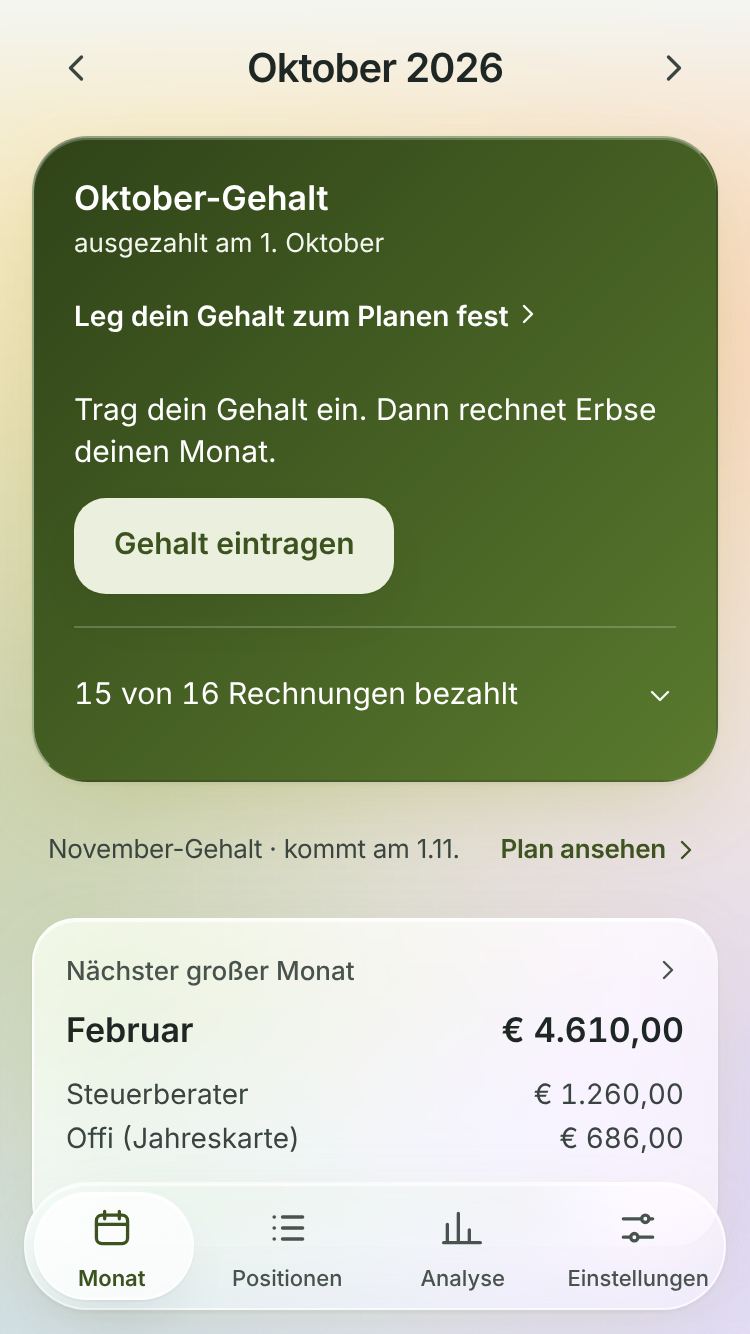 Oktober 2026
Oktober-Gehalt
ausgezahlt am 1. Oktober
Leg dein Gehalt zum Planen fest
Trag dein Gehalt ein. Dann rechnet Erbse
deinen Monat.
Gehalt eintragen
15 von 16 Rechnungen bezahlt
November-Gehalt · kommt am 1.11. Plan ansehen
Nächster großer Monat
Februar € 4.610,00
Steuerberater € 1.260,00
Offi (Jahreskarte) € 686,00
Monat Positionen Analyse Einstellungen